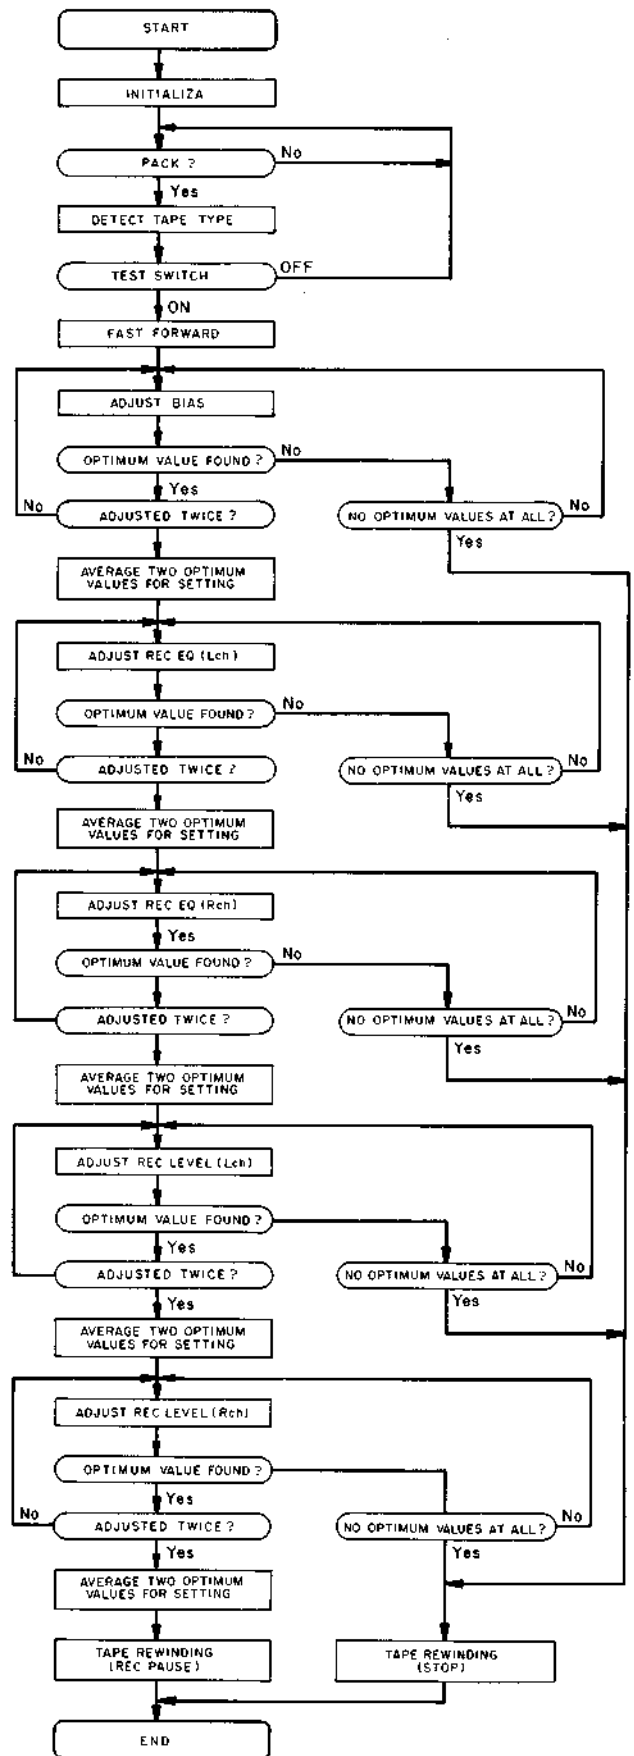 START
INITIALIZA
PACK ?
No
Yes
DETECT TAPE TYPE
TEST SWITCH
OFF
ON
FAST FORWARD
ADJUST BIAS
OPTIMUM VALUE FOUND ?
No
Yes
No
ADJUSTED TWICE ?
NO OPTIMUM VALUES AT ALL ?
No
Yes
AVERAGE TWO OPTIMUM
VALUES FOR SETTING
ADJUST REC EQ (Lch)
OPTIMUM VALUE FOUND ?
No
No
ADJUSTED TWICE ?
NO OPTIMUM VALUES AT ALL ?
No
Yes
AVERAGE TWO OPTIMUM
VALUES FOR SETTING
ADJUST REC EQ (Rch)
Yes
OPTIMUM VALUE FOUND ?
No
ADJUSTED TWICE ?
NO OPTIMUM VALUES AT ALL ?
No
Yes
AVERAGE TWO OPTIMUM
VALUES FOR SETTING
ADJUST REC LEVEL (Lch)
OPTIMUM VALUE FOUND ?
Yes
ADJUSTED TWICE ?
NO OPTIMUM VALUES AT ALL ?
No
Yes
Yes
AVERAGE TWO OPTIMUM
VALUES FOR SETTING
ADJUST REC LEVEL (Rch)
OPTIMUM VALUE FOUND ?
Yes
No
ADJUSTED TWICE ?
NO OPTIMUM VALUES AT ALL ?
No
Yes
Yes
AVERAGE TWO OPTIMUM
VALUES FOR SETTING
TAPE REWINDING
(REC PAUSE)
TAPE REWINDING
(STOP)
END